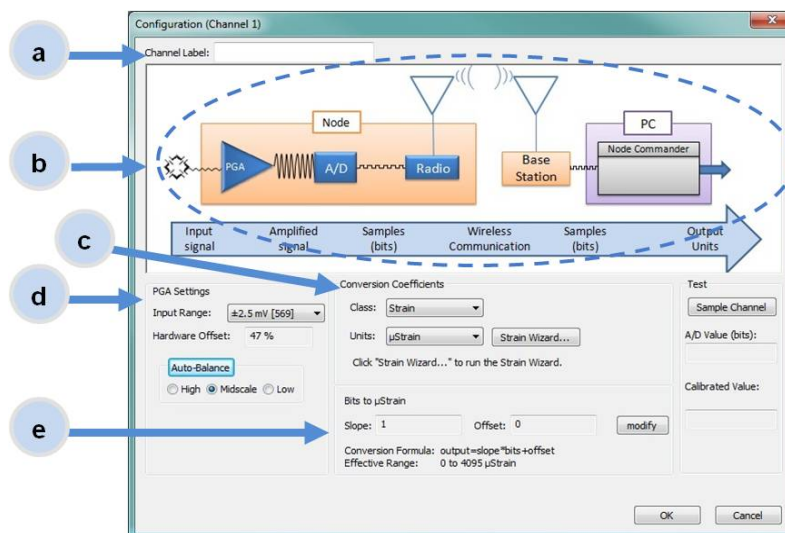 Configuration (Channel 1)
x
a
Channel Label:
b
Node
PC
PGA
A/D
Radio
Base
Station
Node Commander
Input
signal
Amplified
signal
Samples
(bits)
Wireless
Communication
Samples
(bits)
Output
Units
c
d
PGA Settings
Input Range: ±2.5 mV [569]
Hardware Offset: 47 %
Auto-Balance
High Midscale Low
Conversion Coefficients
Class: Strain
Units: µStrain Strain Wizard...
Click "Strain Wizard..." to run the Strain Wizard.
e
Bits to µStrain
Slope: 1 Offset: 0 modify
Conversion Formula: output=slope*bits+offset
Effective Range: 0 to 4095 µStrain
Test
Sample Channel
A/D Value (bits):
Calibrated Value:
OK Cancel